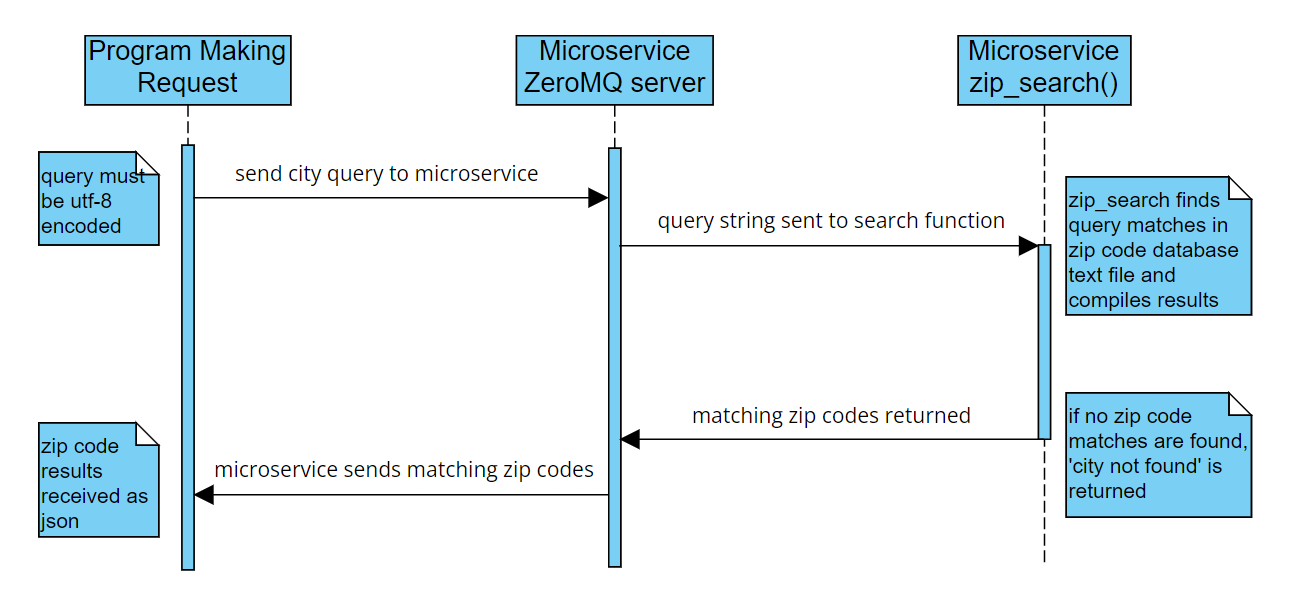 Program Making
Request
Microservice
ZeroMQ server
Microservice
zip_search()
query must
be utf-8
encoded
send city query to microservice
query string sent to search function
zip_search finds
query matches in
zip code database
text file and
compiles results
matching zip codes returned
if no zip code
matches are found,
'city not found' is
returned
microservice sends matching zip codes
zip code
results
received as
json